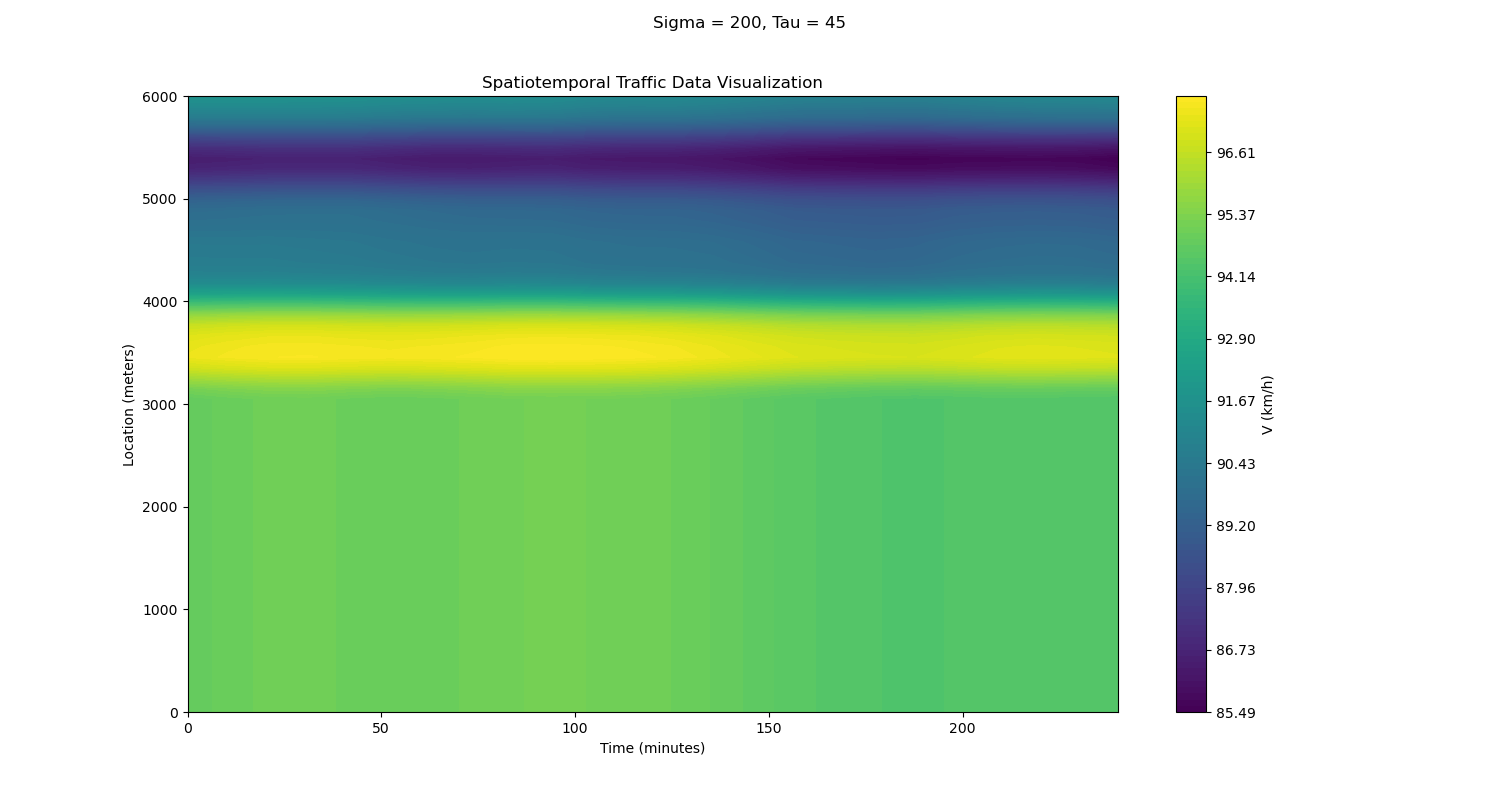 Sigma = 200, Tau = 45
Spatiotemporal Traffic Data Visualization
6000
5000
4000
3000
2000
1000
0
Location (meters)
0 50 100 150 200
Time (minutes)
96.61
95.37
94.14
92.90
91.67
90.43
89.20
87.96
86.73
85.49
V (km/h)